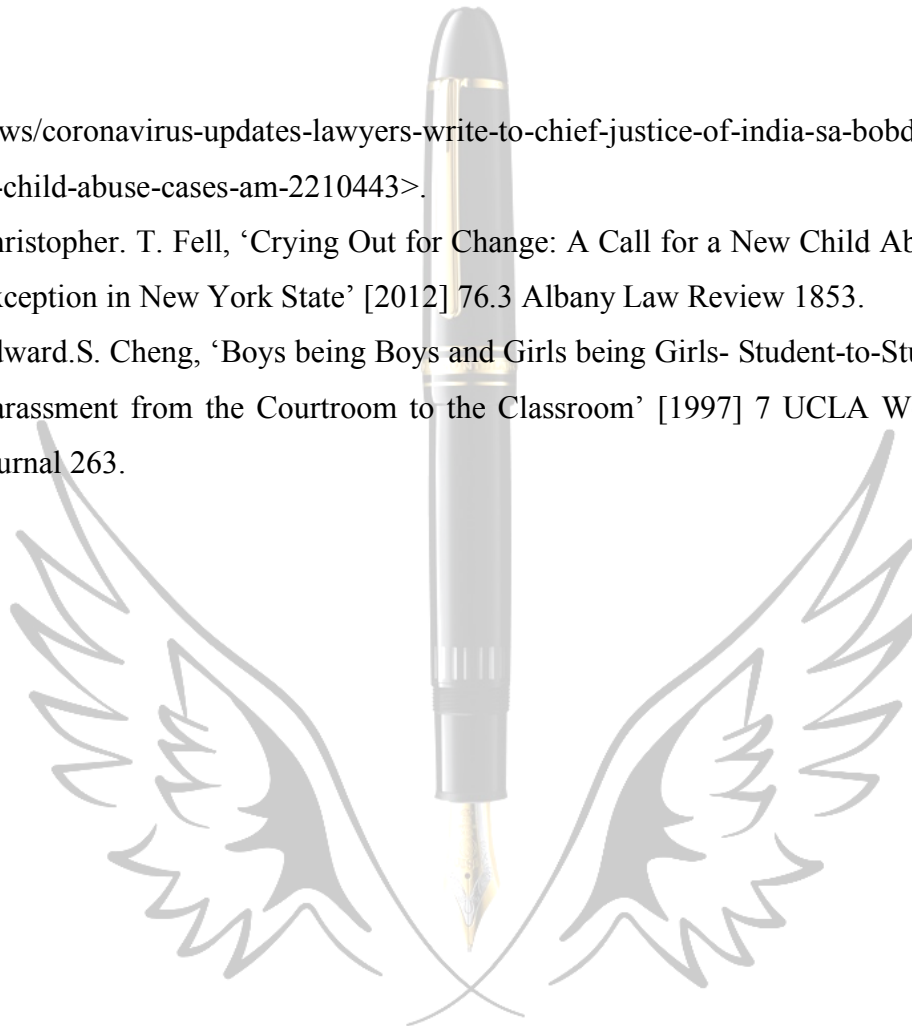 ws/coronavirus-updates-lawyers-write-to-chief-justice-of-india-sa-bobd
-child-abuse-cases-am-2210443>.
ristopher. T. Fell, ‘Crying Out for Change: A Call for a New Child Ab
xception in New York State’ [2012] 76.3 Albany Law Review 1853.
dward.S. Cheng, ‘Boys being Boys and Girls being Girls- Student-to-Stu
arassment from the Courtroom to the Classroom’ [1997] 7 UCLA W
urnal 263.